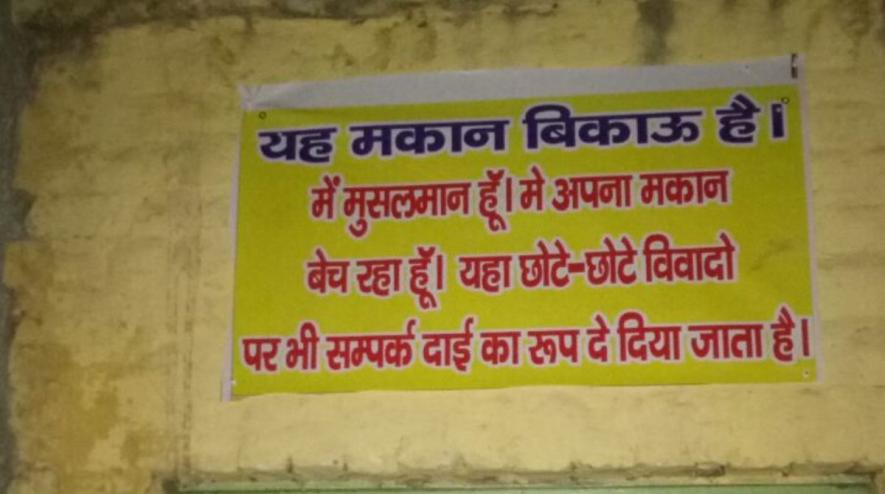 यह मकान बिकाऊ है।
में मुसलमान हूँ। मे अपना मकान
बेच रहा हूँ। यहा छोटे-छोटे विवादो
पर भी सम्पर्क दाई का रूप दे दिया जाता है।